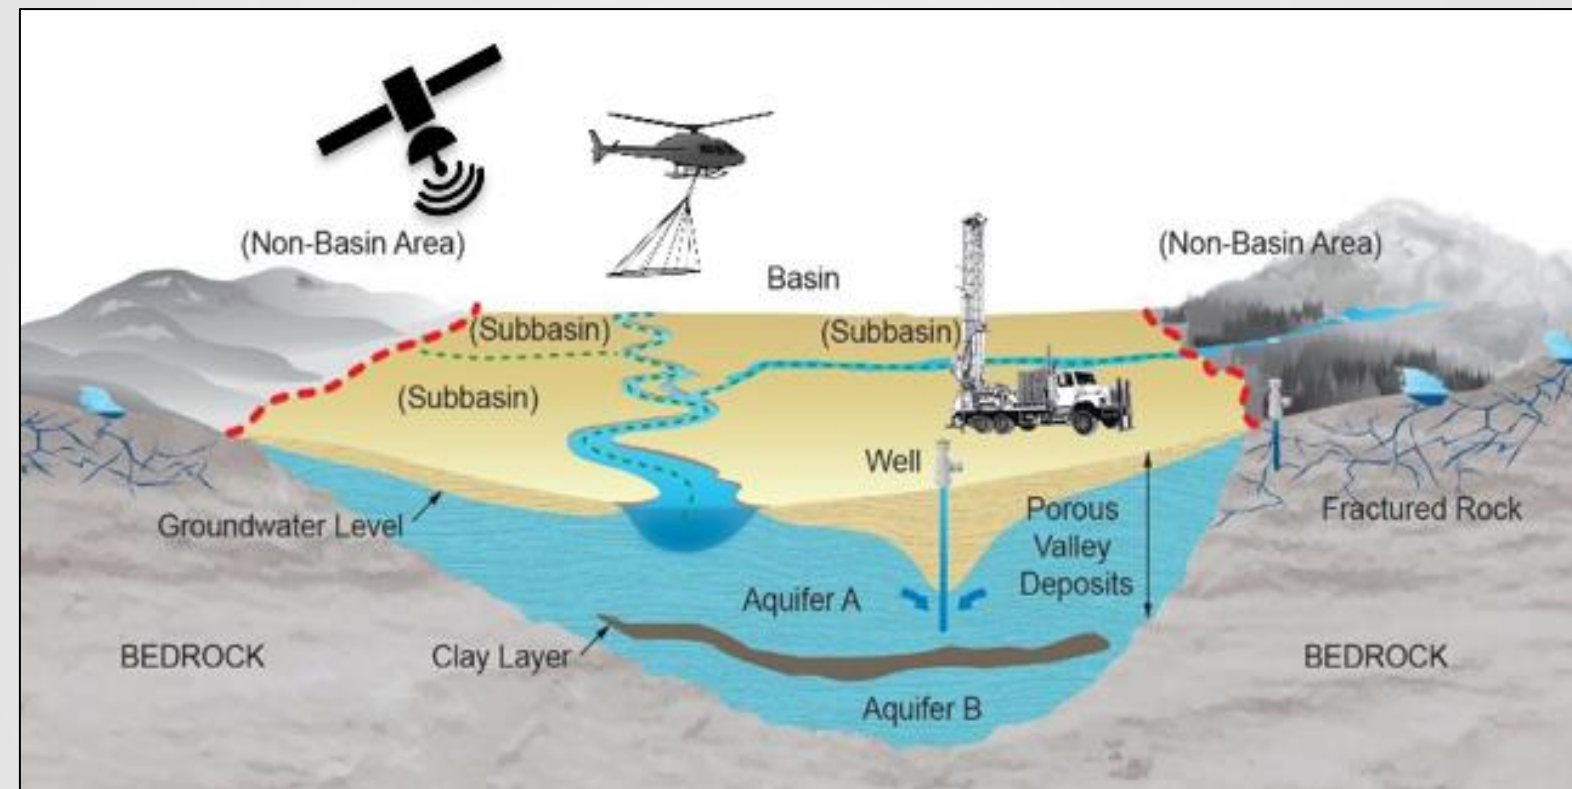 (Non-Basin Area)
(Non-Basin Area)
Basin
(Subbasin)
(Subbasin)
(Subbasin)
Well
Groundwater Level
Porous
Valley
Deposits
Fractured Rock
Aquifer A
BEDROCK
Clay Layer
BEDROCK
Aquifer B